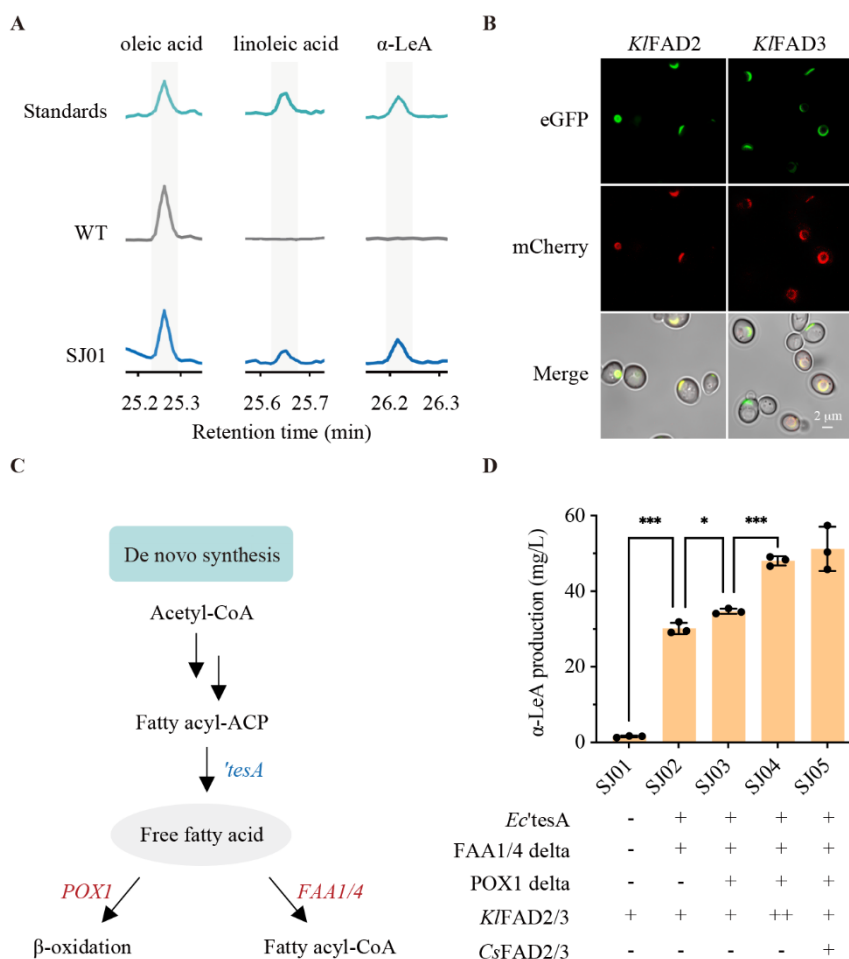 A
oleic acid linoleic acid α-LeA
Standards
WT
SJ01
25.2 25.3 25.6 25.7 26.2 26.3
Retention time (min)
B
KlFAD2 KlFAD3
eGFP
mCherry
Merge
2 μm
C
De novo synthesis
Acetyl-CoA
Fatty acyl-ACP
'tesA
Free fatty acid
POX1 FAA1/4
β-oxidation Fatty acyl-CoA
D
α-LeA production (mg/L)
60
40
20
0
*** * ***
SJ01 SJ02 SJ03 SJ04 SJ05
Ec'tesA - + + + +
FAA1/4 delta - + + + +
POX1 delta - - + + +
KlFAD2/3 + + + ++ +
CsFAD2/3 - - - - +